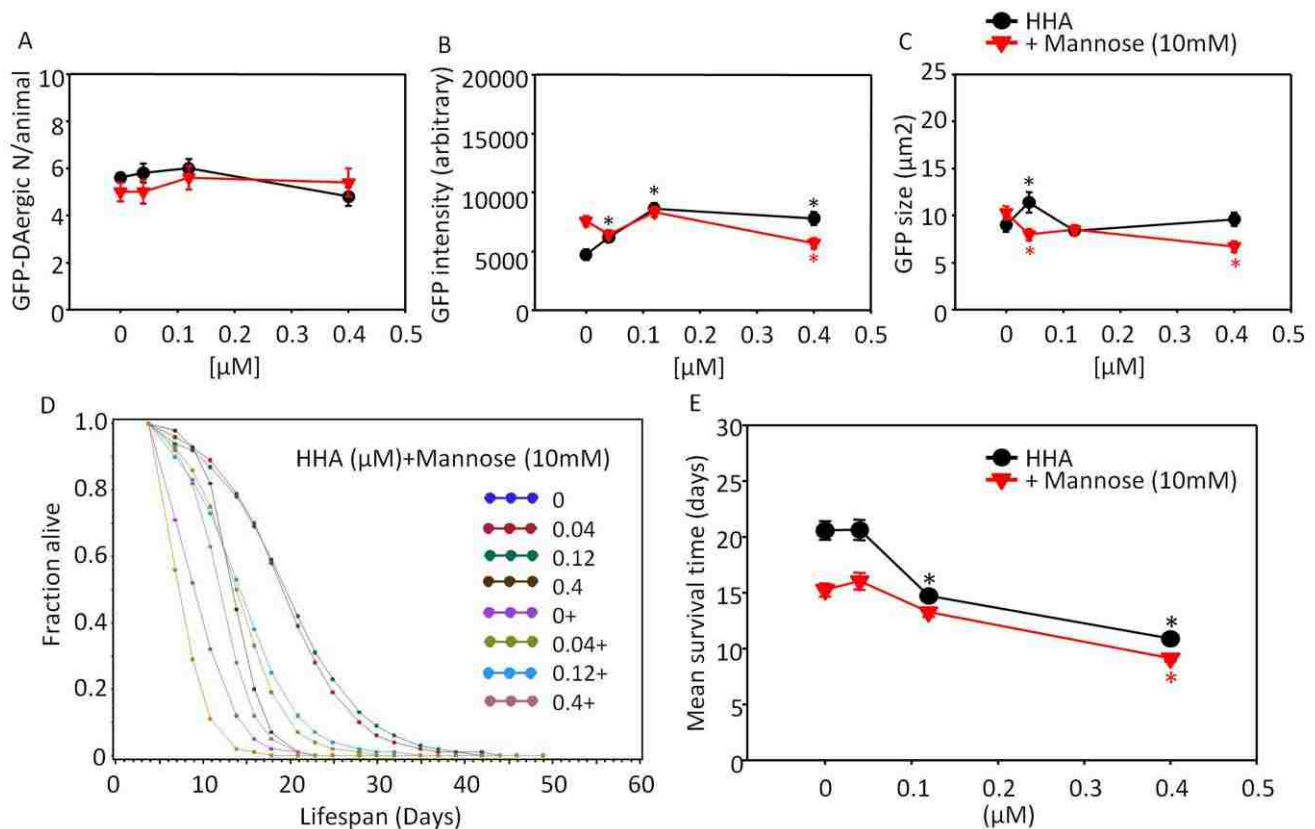 A
GFP-DAergic N/animal
10
8
6
4
2
0
0 0.1 0.2 0.3 0.4 0.5
[µM]
B
GFP intensity (arbitrary)
20000
15000
10000
5000
0
* * *
*
0 0.1 0.2 0.3 0.4 0.5
[µM]
HHA
+ Mannose (10mM)
C
GFP size (µm2)
25
20
15
10
5
0
*
* *
0 0.1 0.2 0.3 0.4 0.5
[µM]
D
Fraction alive
1.0
0.8
0.6
0.4
0.2
0
HHA (µM)+Mannose (10mM)
0
0.04
0.12
0.4
0+
0.04+
0.12+
0.4+
0 10 20 30 40 50 60
Lifespan (Days)
E
Mean survival time (days)
30
25
20
15
10
5
0
HHA
+ Mannose (10mM)
* *
*
0 0.1 0.2 0.3 0.4 0.5
(µM)